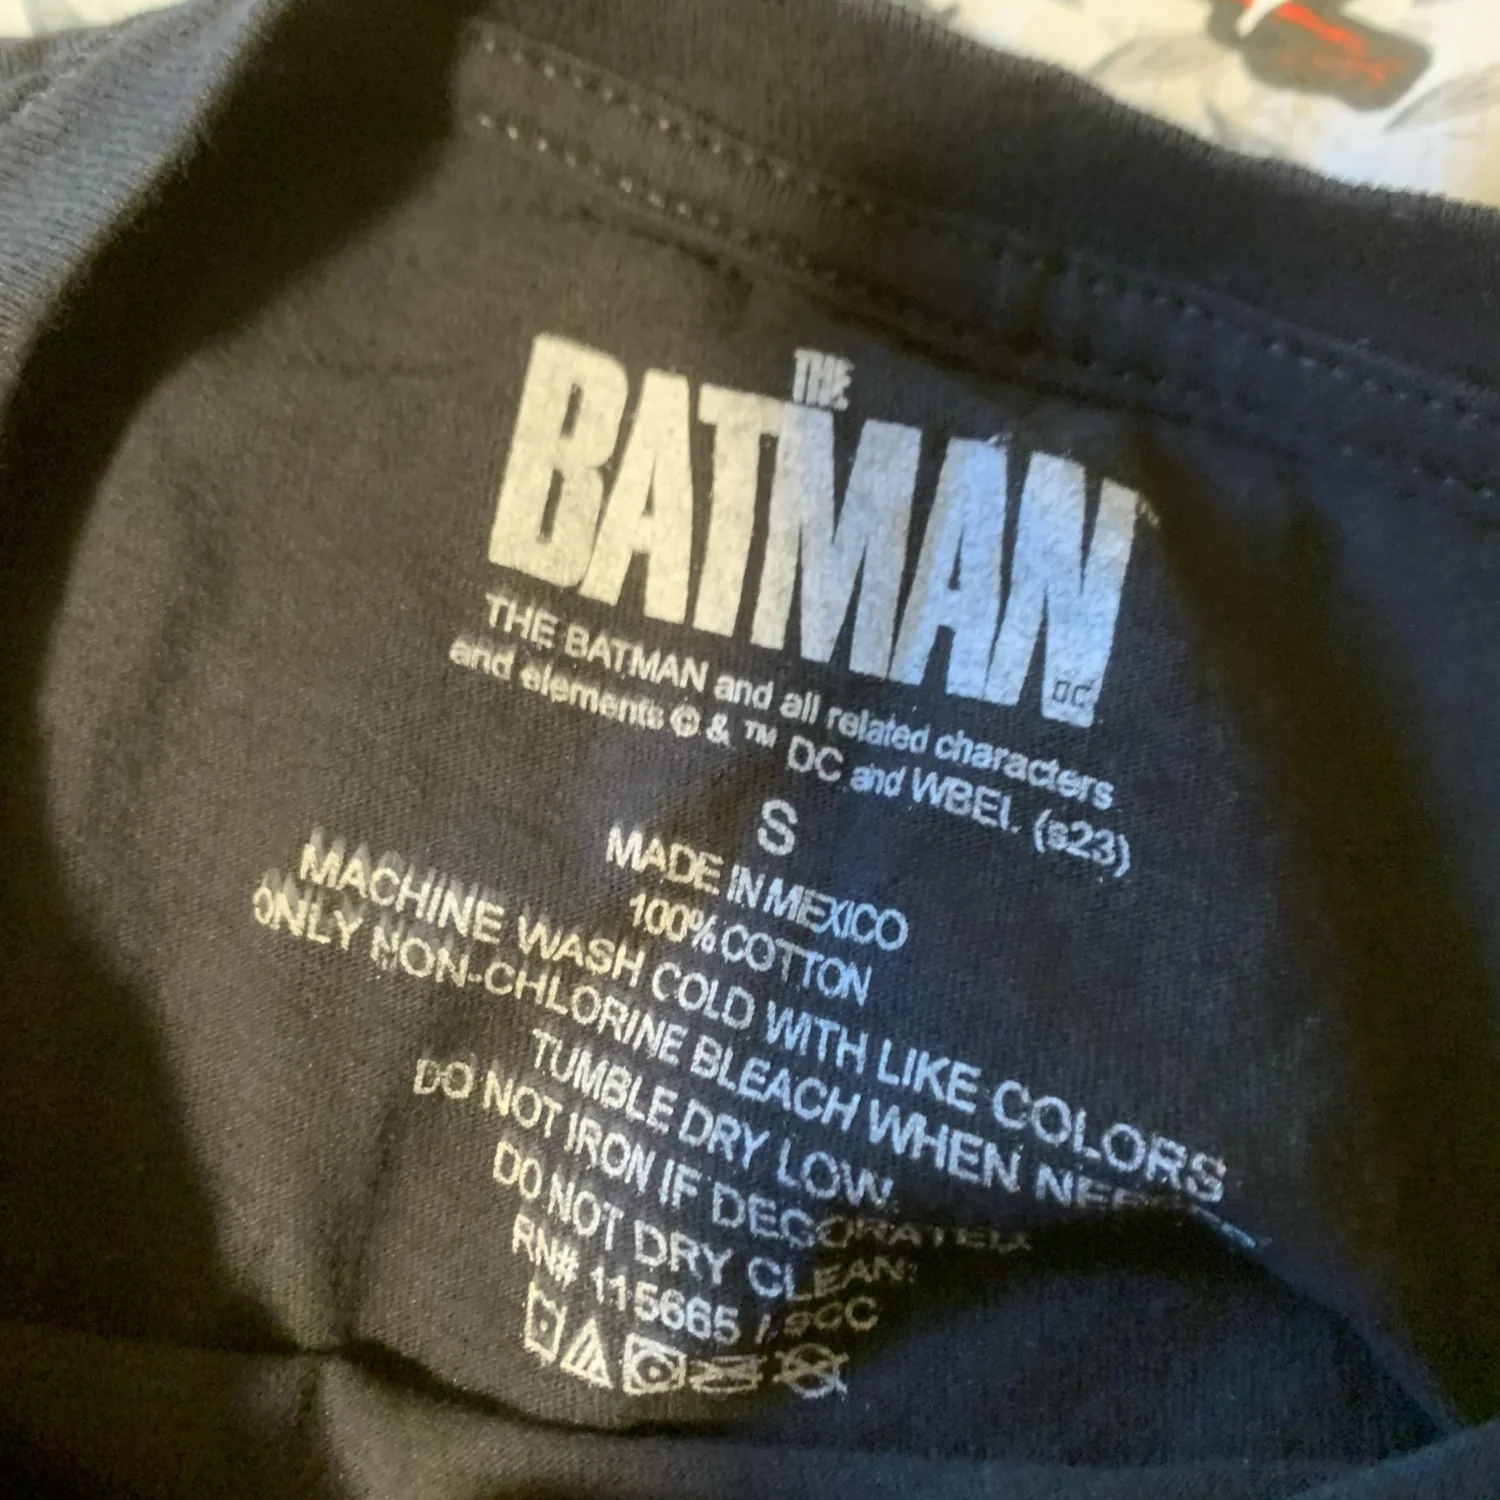 THE
BATMAN™
DC
THE BATMAN and all related characters
and elements © & ™ DC and WBEI. (s23)
S
MADE IN MEXICO
100% COTTON
MACHINE WASH COLD WITH LIKE COLORS
ONLY NON-CHLORINE BLEACH WHEN
TUMBLE DRY LOW.
DO NOT IRON IF DECORATED.
DO NOT DRY CLEAN.
RN# 115665 /